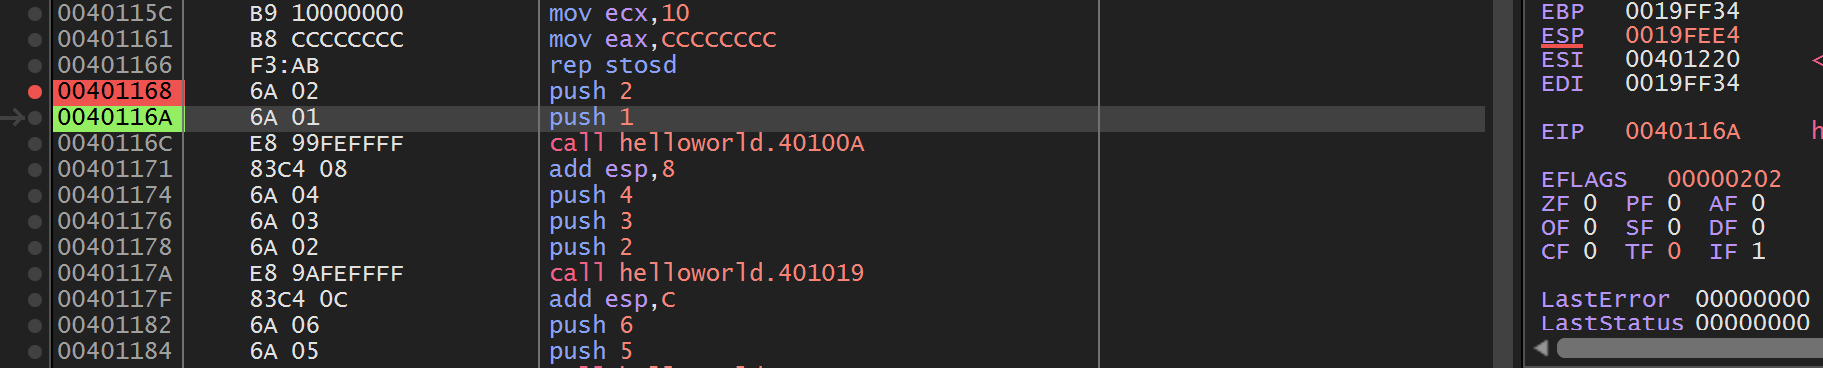 0040115C B9 10000000 mov ecx,10
00401161 B8 CCCCCCCC mov eax,CCCCCCCC
00401166 F3:AB rep stosd
00401168 6A 02 push 2
0040116A 6A 01 push 1
0040116C E8 99FEFFFF call helloworld.40100A
00401171 83C4 08 add esp,8
00401174 6A 04 push 4
00401176 6A 03 push 3
00401178 6A 02 push 2
0040117A E8 9AFEFFFF call helloworld.401019
0040117F 83C4 0C add esp,C
00401182 6A 06 push 6
00401184 6A 05 push 5
EBP 0019FF34
ESP 0019FEE4
ESI 00401220 <
EDI 0019FF34
EIP 0040116A h
EFLAGS 00000202
ZF 0 PF 0 AF 0
OF 0 SF 0 DF 0
CF 0 TF 0 IF 1
LastError 00000000
LastStatus 00000000